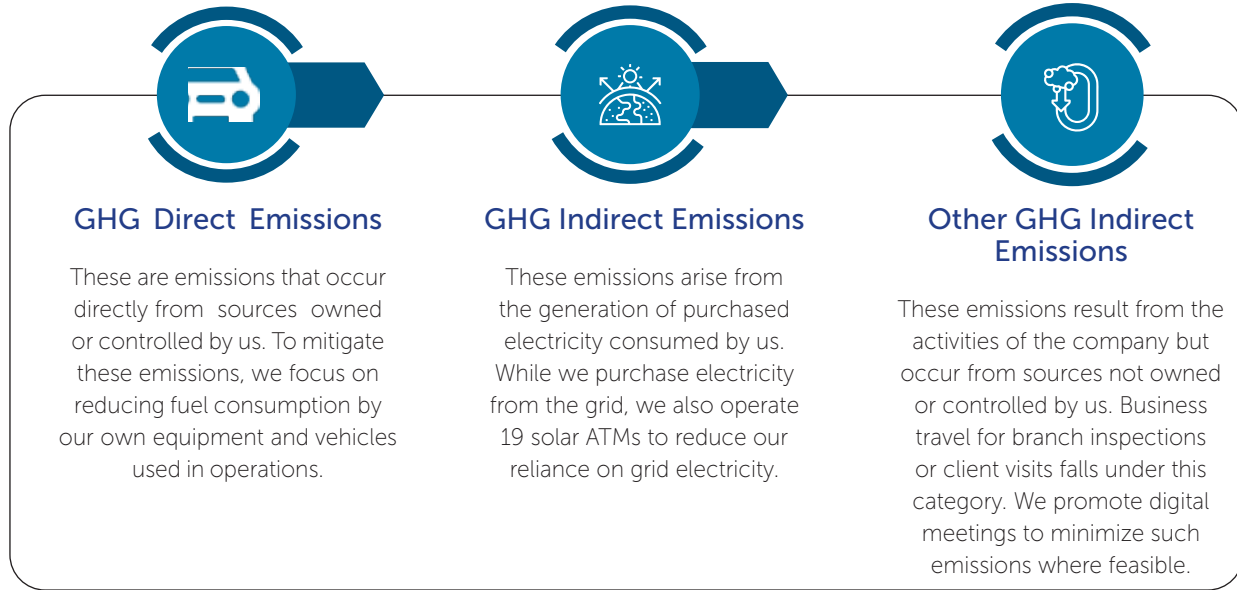 GHG Direct Emissions
These are emissions that occur
directly from sources owned
or controlled by us. To mitigate
these emissions, we focus on
reducing fuel consumption by
our own equipment and vehicles
used in operations.
GHG Indirect Emissions
These emissions arise from
the generation of purchased
electricity consumed by us.
While we purchase electricity
from the grid, we also operate
19 solar ATMs to reduce our
reliance on grid electricity.
Other GHG Indirect
Emissions
These emissions result from the
activities of the company but
occur from sources not owned
or controlled by us. Business
travel for branch inspections
or client visits falls under this
category. We promote digital
meetings to minimize such
emissions where feasible.